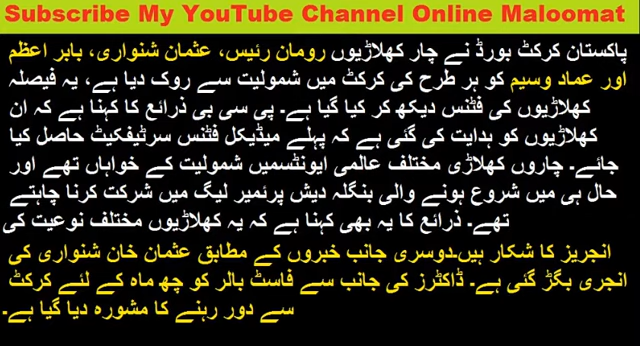 Subscribe My YouTube Channel Online Maloomat
پاکستان کرکٹ بورڈ نے چار کھلاڑیوں رومان رئیس، عثمان شنواری، بابر اعظم
اور عماد وسیم کو ہر طرح کی کرکٹ میں شمولیت سے روک دیا ہے، یہ فیصلہ
کھلاڑیوں کی فٹنس دیکھ کر کیا گیا ہے۔ پی سی بی ذرائع کا کہنا ہے کہ ان
کھلاڑیوں کو ہدایت کی گئی ہے کہ پہلے میڈیکل فٹنس سرٹیفکیٹ حاصل کیا
جائے۔ چاروں کھلاڑی مختلف عالمی ایونٹسمیں شمولیت کے خواہاں تھے اور
حال ہی میں شروع ہونے والی بنگلہ دیش پرئمیر لیگ میں شرکت کرنا چاہتے
تھے۔ ذرائع کا یہ بھی کہنا ہے کہ یہ کھلاڑیوں مختلف نوعیت کی
انجریز کا شکار ہیں۔دوسری جانب خبروں کے مطابق عثمان خان شنواری کی
انجری بگڑ گئی ہے۔ ڈاکٹرز کی جانب سے فاسٹ بالر کو چھ ماہ کے لئے کرکٹ
سے دور رہنے کا مشورہ دیا گیا ہے۔